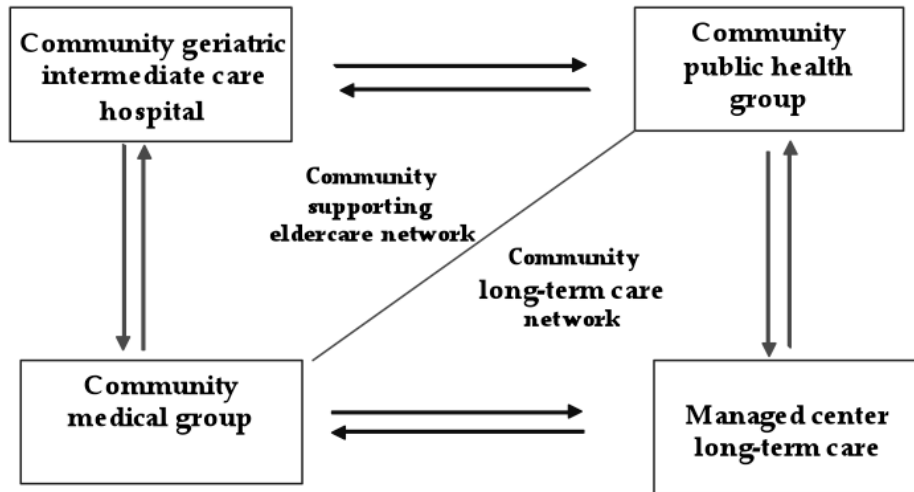 Community geriatric
intermediate care
hospital
Community
public health
group
Community
supporting
eldercare network
Community
long-term care
network
Community
medical group
Managed center
long-term care